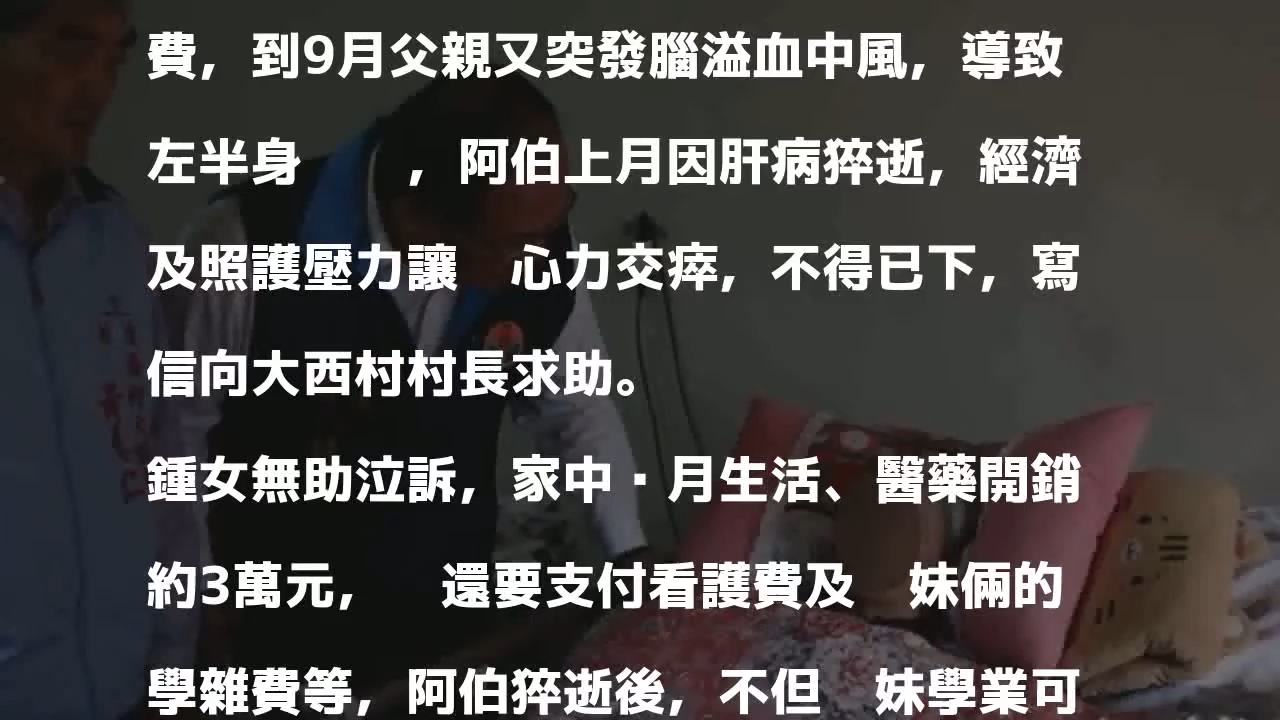 費，到9月父親又突發腦溢血中風，導致
左半身　　，阿伯上月因肝病猝逝，經濟
及照護壓力讓　心力交瘁，不得已下，寫
信向大西村村長求助。
鍾女無助泣訴，家中▪月生活、醫藥開銷
約3萬元，　還要支付看護費及　妹倆的
學雜費等，阿伯猝逝後，不但　妹學業可